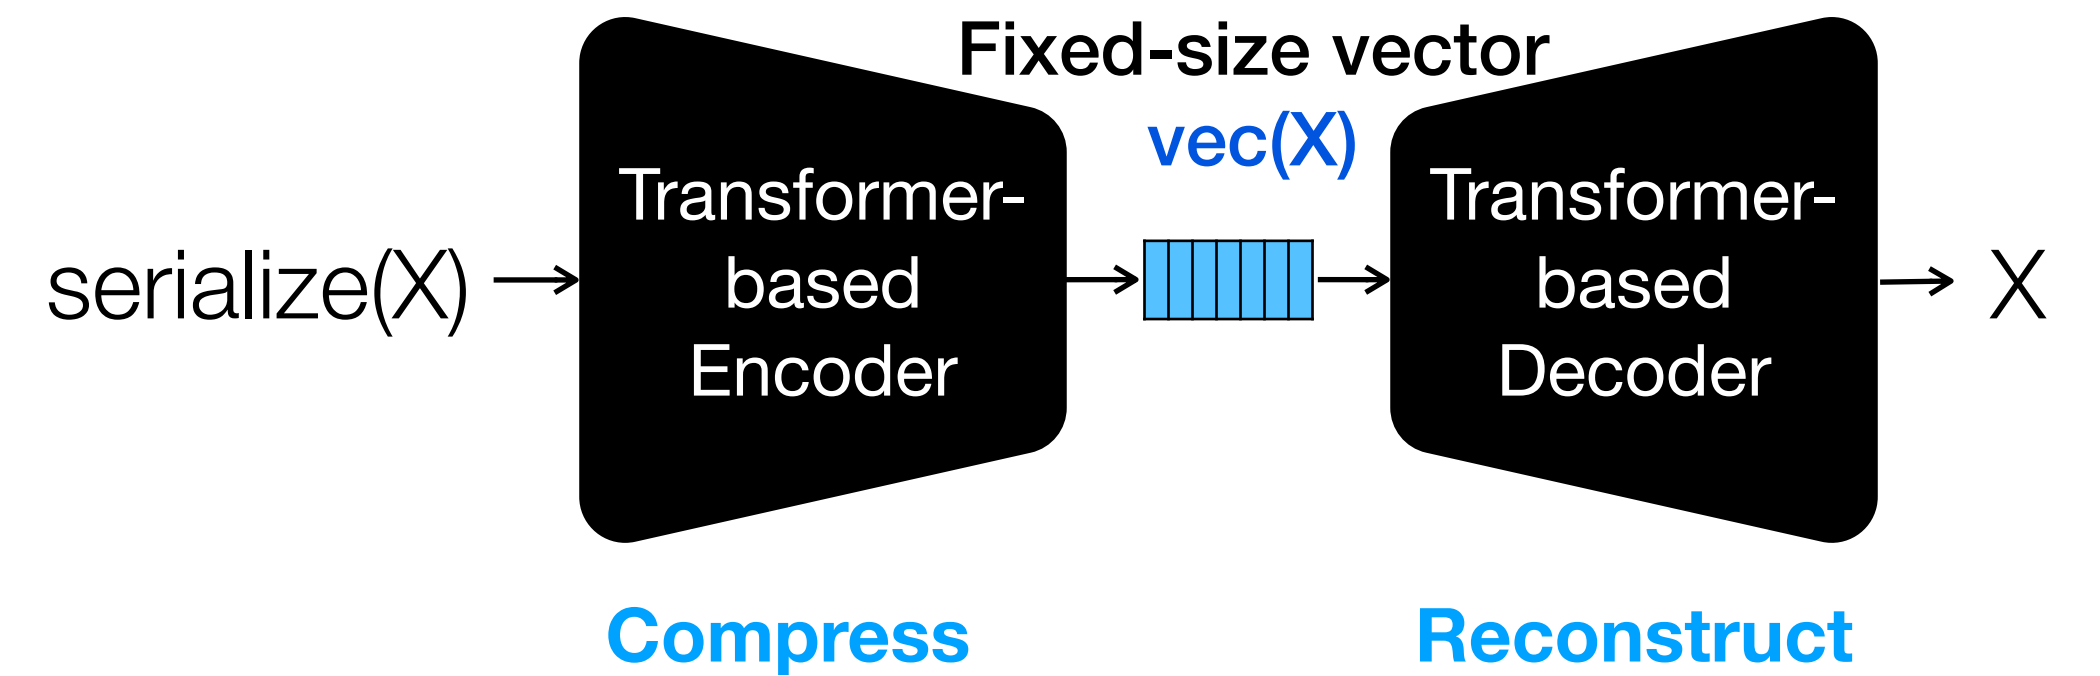 Fixed-size vector
vec(X)
serialize(X)
Transformer-
based
Encoder
Transformer-
based
Decoder
X
Compress
Reconstruct